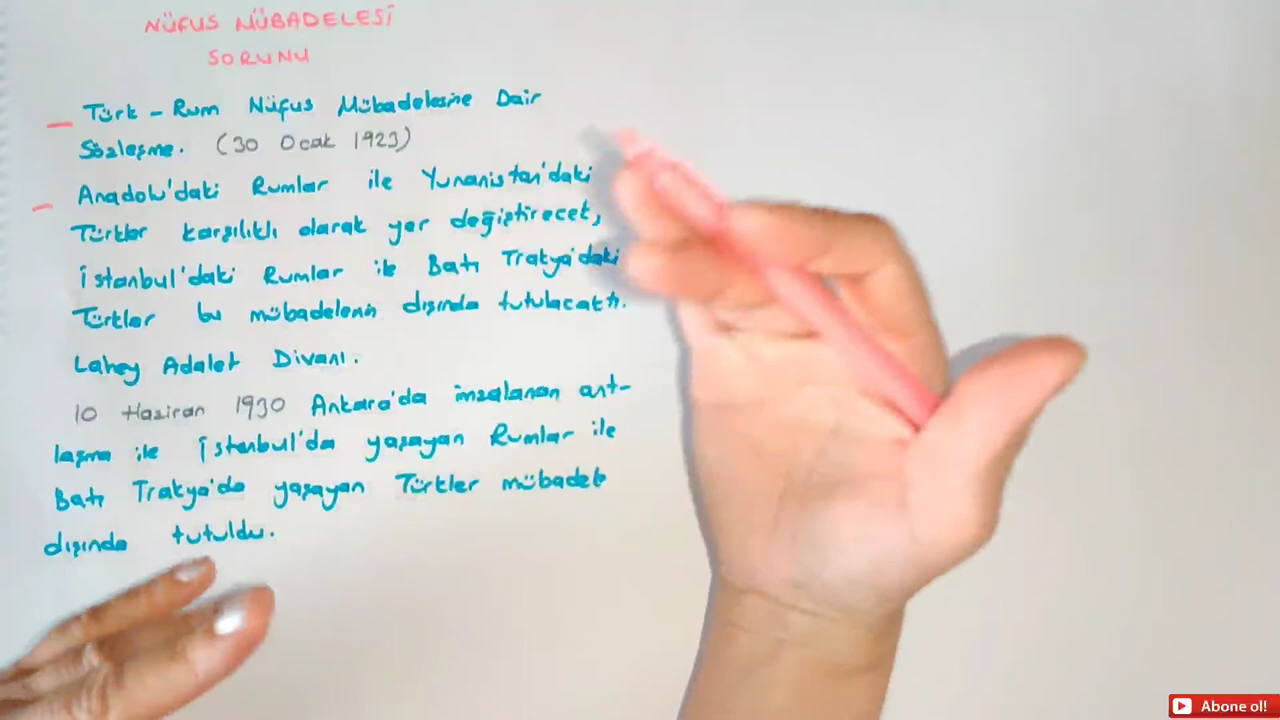 NÜFUS MÜBADELESİ
SORUNU
– Türk – Rum Nüfus Mübadelesine Dair
Sözleşme. (30 Ocak 1923)
– Anadolu'daki Rumlar ile Yunanistan'daki
Türkler karşılıklı olarak yer değiştirecek,
İstanbul'daki Rumlar ile Batı Trakya'daki
Türkler bu mübadelenin dışında tutulacaktı.
Lahey Adalet Divanı.
10 Haziran 1930 Ankara'da imzalanan ant-
laşma ile İstanbul'da yaşayan Rumlar ile
Batı Trakya'da yaşayan Türkler mübadele
dışında tutuldu.
Abone ol!